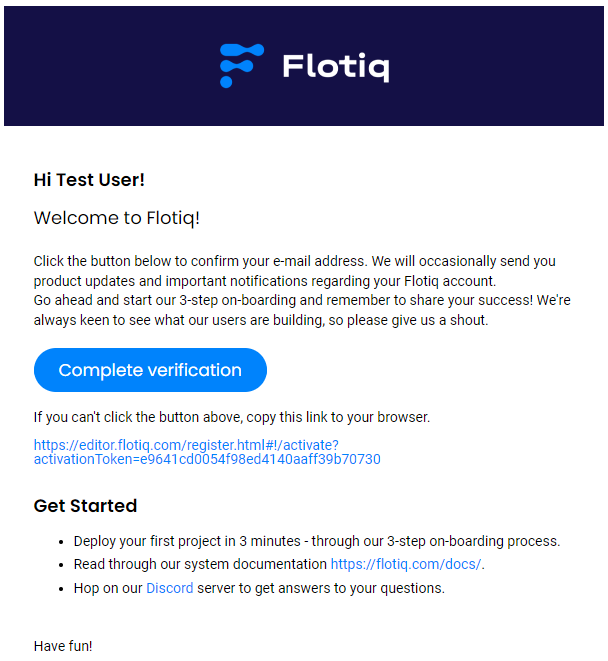 Flotiq
Hi Test User!
Welcome to Flotiq!
Click the button below to confirm your e-mail address. We will occasionally send you
product updates and important notifications regarding your Flotiq account.
Go ahead and start our 3-step on-boarding and remember to share your success! We're
always keen to see what our users are building, so please give us a shout.
Complete verification
If you can't click the button above, copy this link to your browser.
https://editor.flotiq.com/register.html#!/activate?
activationToken=e9641cd0054f98ed4140aaff39b70730
Get Started
• Deploy your first project in 3 minutes - through our 3-step on-boarding process.
• Read through our system documentation https://flotiq.com/docs/.
• Hop on our Discord server to get answers to your questions.
Have fun!